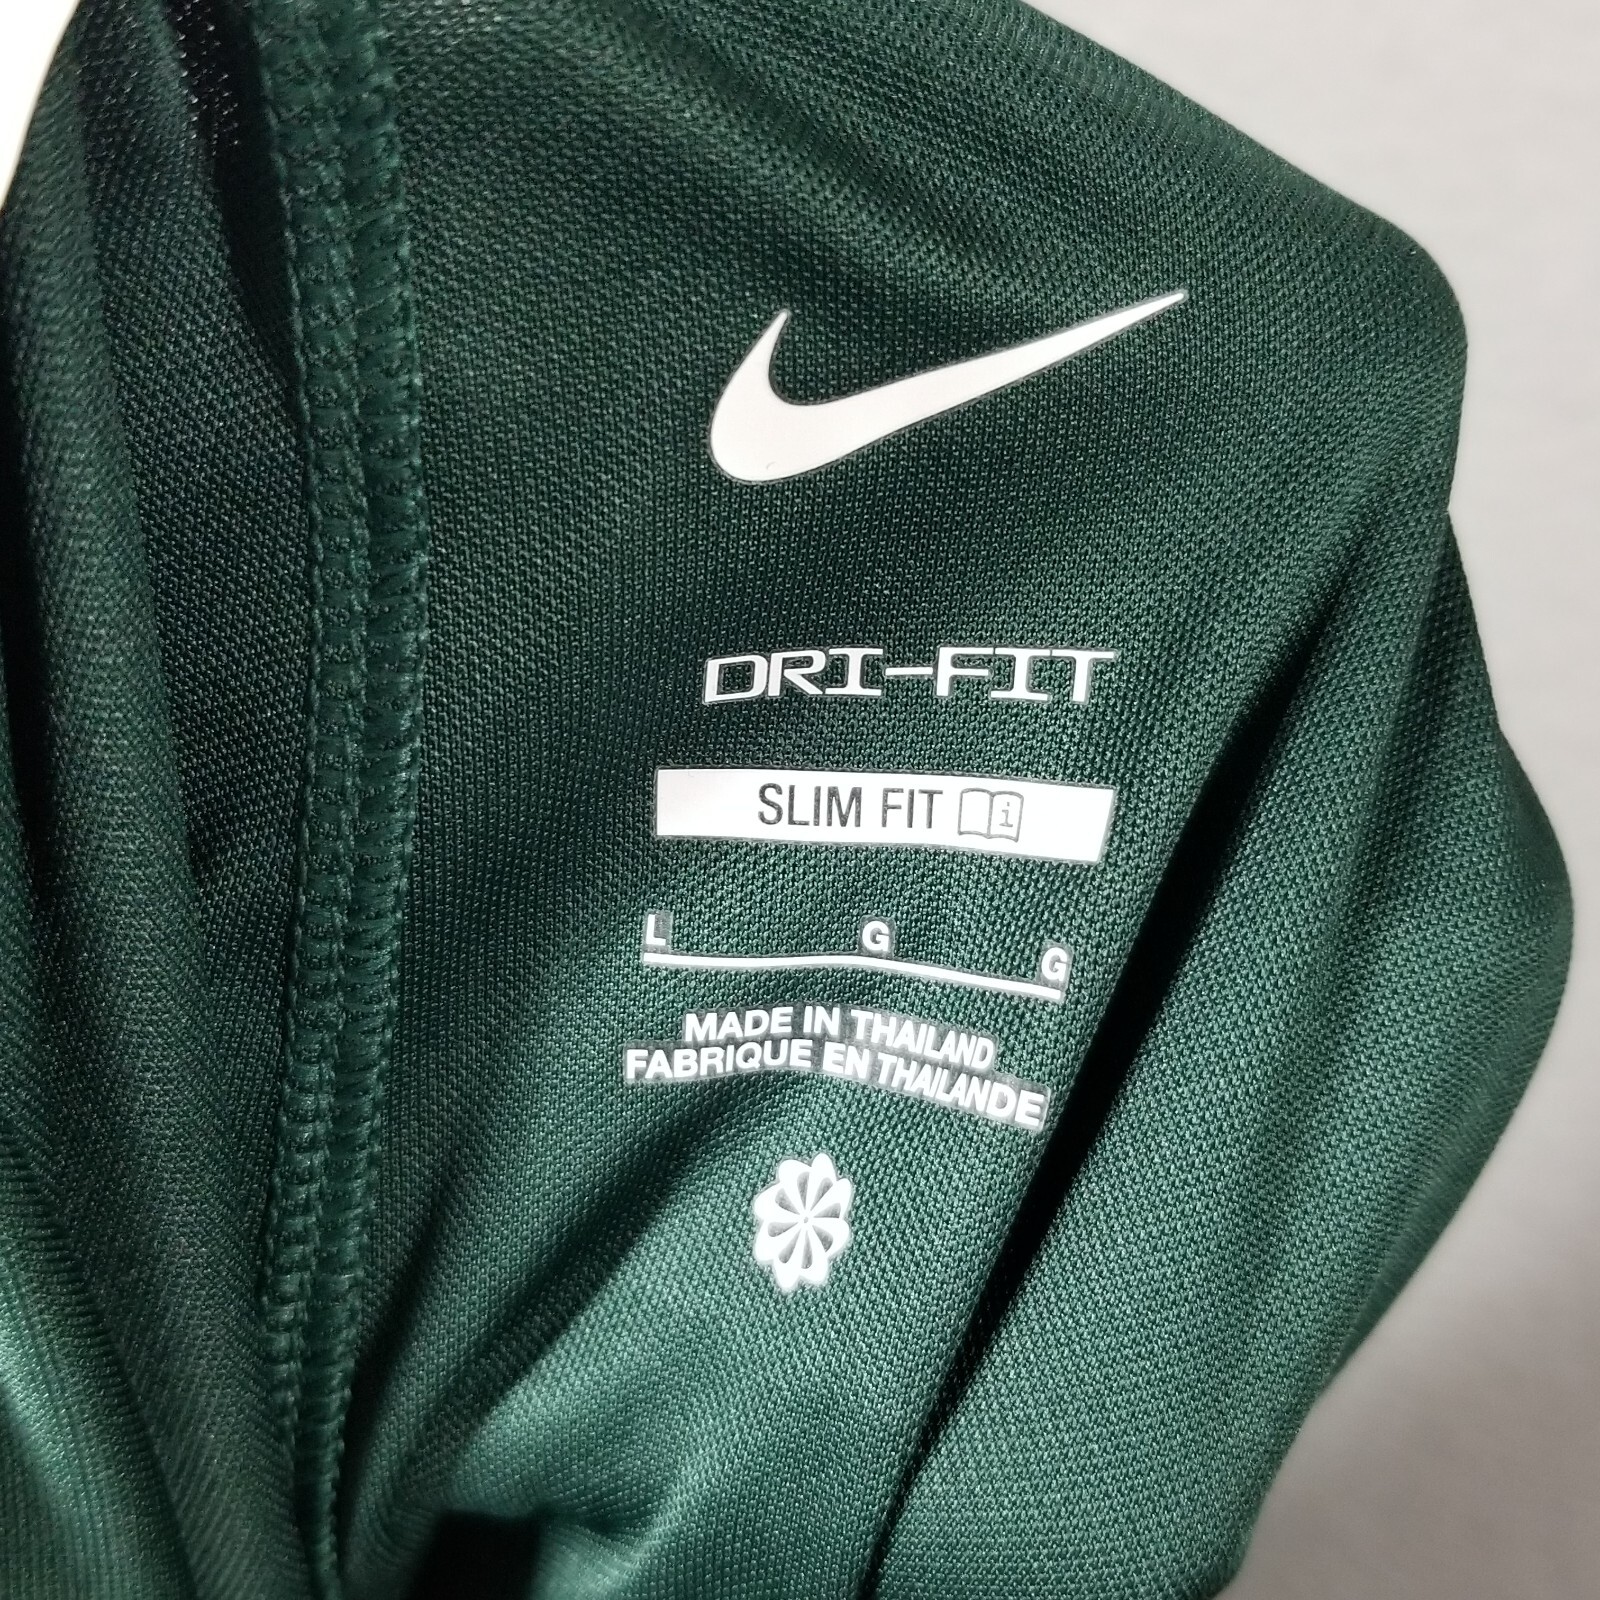 DRI-FIT
SLIM FIT i
L G G
MADE IN THAILAND
FABRIQUE EN THAILANDE